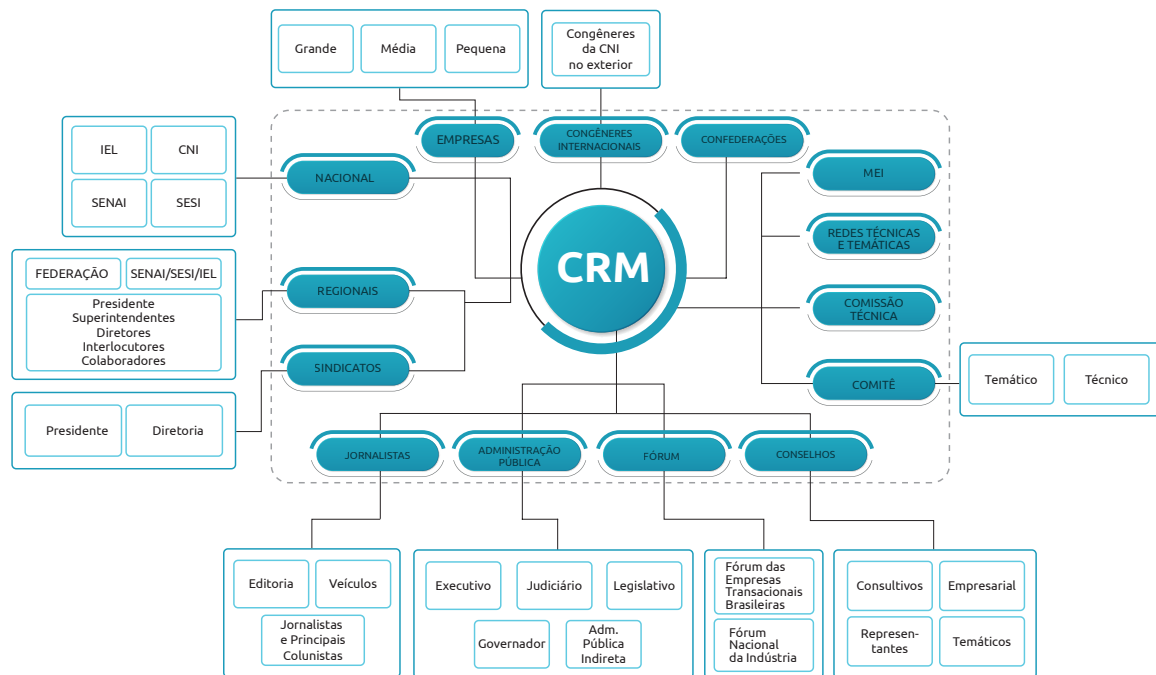 Grande
Média
Pequena
Congêneres
da CNI
no exterior
EMPRESAS
CONGÊNERES
INTERNACIONAIS
CONFEDERAÇÕES
IEL
CNI
SENAI
SESI
NACIONAL
MEI
REDES TÉCNICAS
E TEMÁTICAS
CRM
FEDERAÇÃO
SENAI/SESI/IEL
Presidente
Superintendentes
Diretores
Interlocutores
Colaboradores
REGIONAIS
COMISSÃO
TÉCNICA
SINDICATOS
COMITÊ
Temático
Técnico
Presidente
Diretoria
JORNALISTAS
ADMINISTRAÇÃO
PÚBLICA
FÓRUM
CONSELHOS
Editoria
Veículos
Jornalistas
e Principais
Colunistas
Executivo
Judiciário
Legislativo
Governador
Adm.
Pública
Indireta
Fórum das
Empresas
Transacionais
Brasileiras
Fórum
Nacional
da Indústria
Consultivos
Empresarial
Represen-
tantes
Temáticos